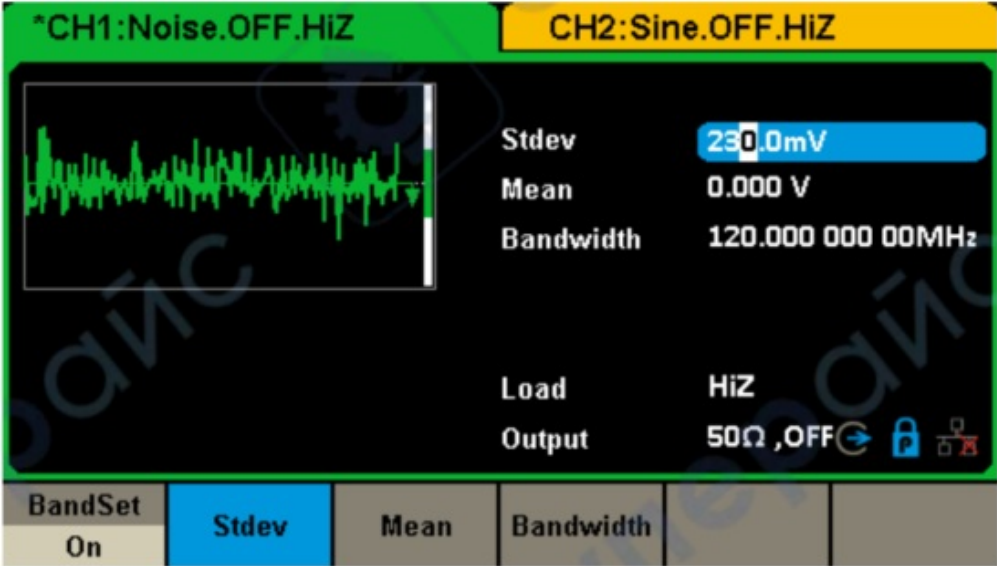 *CH1:Noise.OFF.HiZ
CH2:Sine.OFF.HiZ
Stdev 230.0mV
Mean 0.000 V
Bandwidth 120.000 000 00MHz
Load HiZ
Output 50Ω ,OFF
P
BandSet
On
Stdev
Mean
Bandwidth